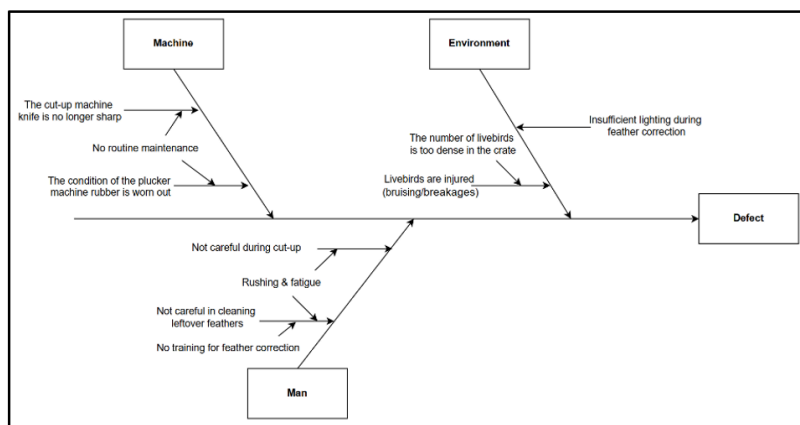 Machine
Environment
The cut-up machine
knife is no longer sharp
No routine maintenance
The condition of the plucker
machine rubber is worn out
Insufficient lighting during
feather correction
The number of livebirds
is too dense in the crate
Livebirds are injured
(bruising/breakages)
Defect
Not careful during cut-up
Rushing & fatigue
Not careful in cleaning
leftover feathers
No training for feather correction
Man